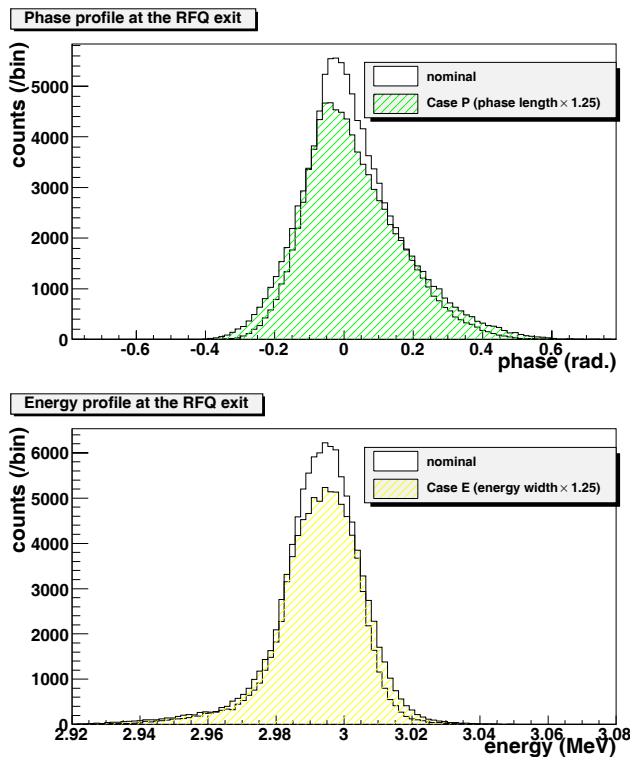 Phase profile at the RFQ exit
counts (/bin)
5000
4000
3000
2000
1000
0
nominal
Case P (phase length × 1.25)
-0.6 -0.4 -0.2 0 0.2 0.4 0.6
phase (rad.)
Energy profile at the RFQ exit
counts (/bin)
6000
5000
4000
3000
2000
1000
0
nominal
Case E (energy width × 1.25)
2.92 2.94 2.96 2.98 3 3.02 3.04 3.06 3.08
energy (MeV)